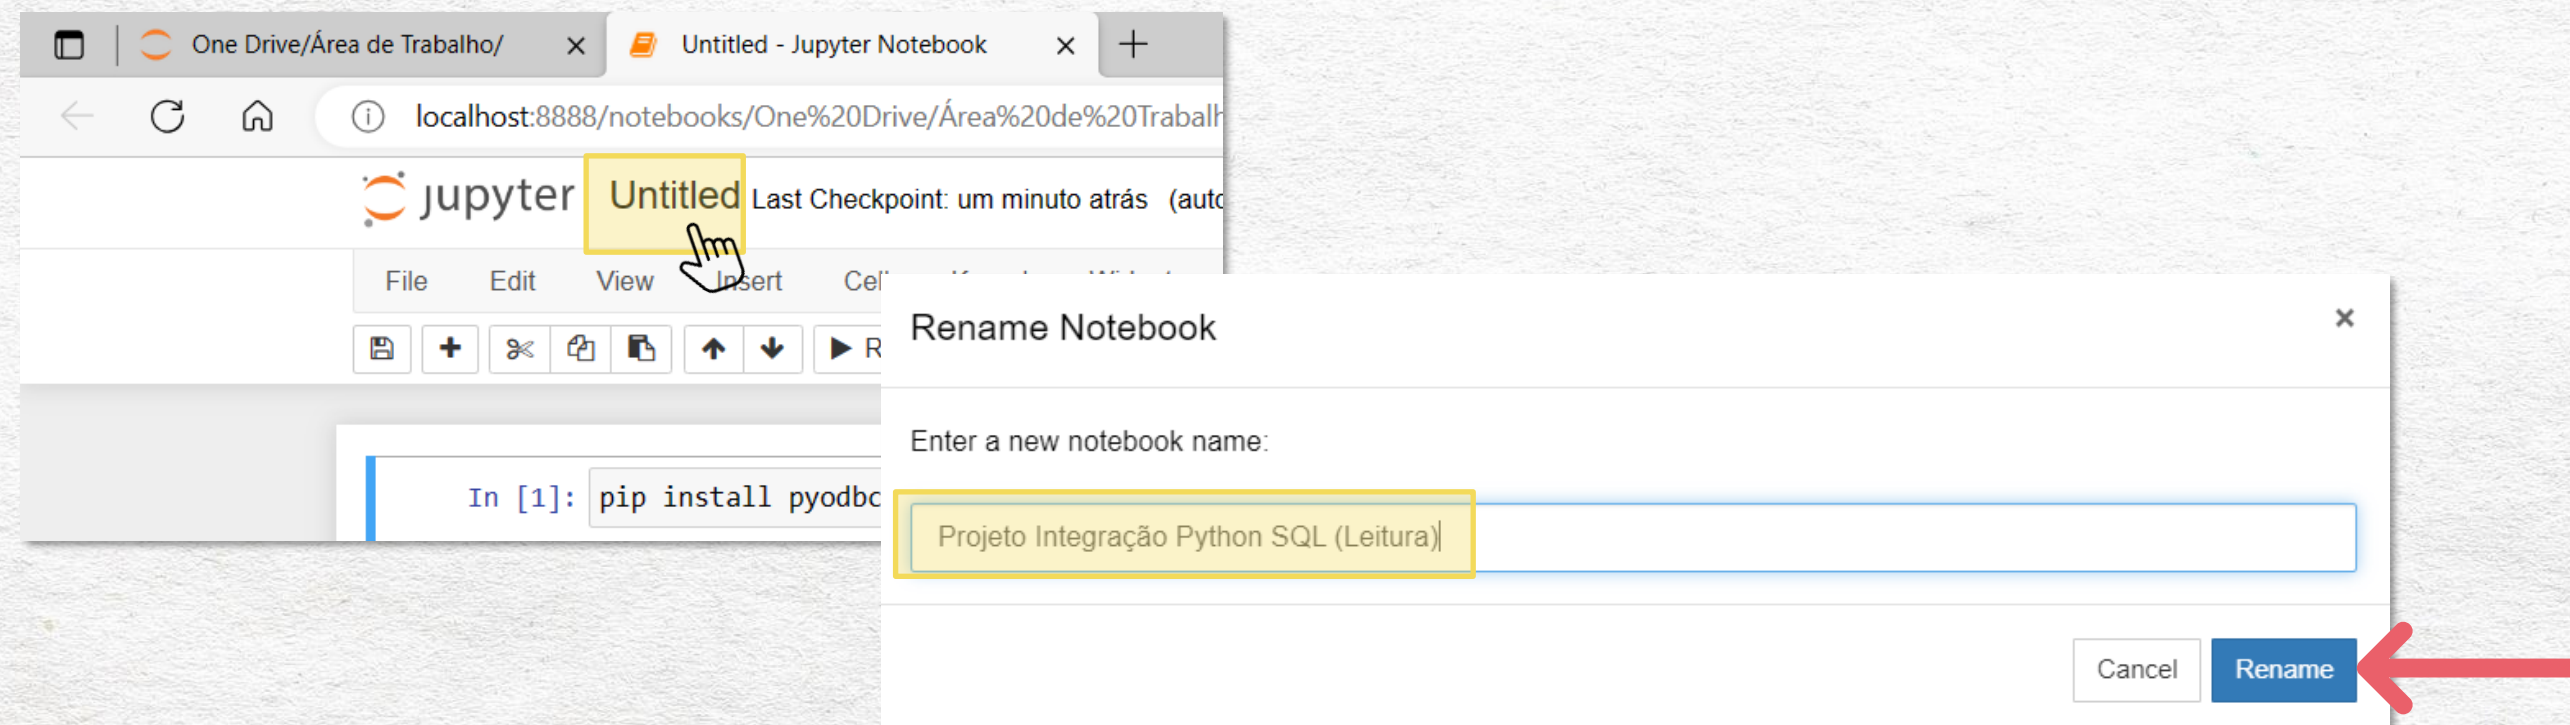 One Drive/Área de Trabalho/
Untitled - Jupyter Notebook
localhost:8888/notebooks/One%20Drive/Área%20de%20Trabalh
jupyter Untitled Last Checkpoint: um minuto atrás (auto
File Edit View Insert Cel
R
In [1]: pip install pyodbc
Rename Notebook
Enter a new notebook name:
Projeto Integração Python SQL (Leitura)
Cancel Rename